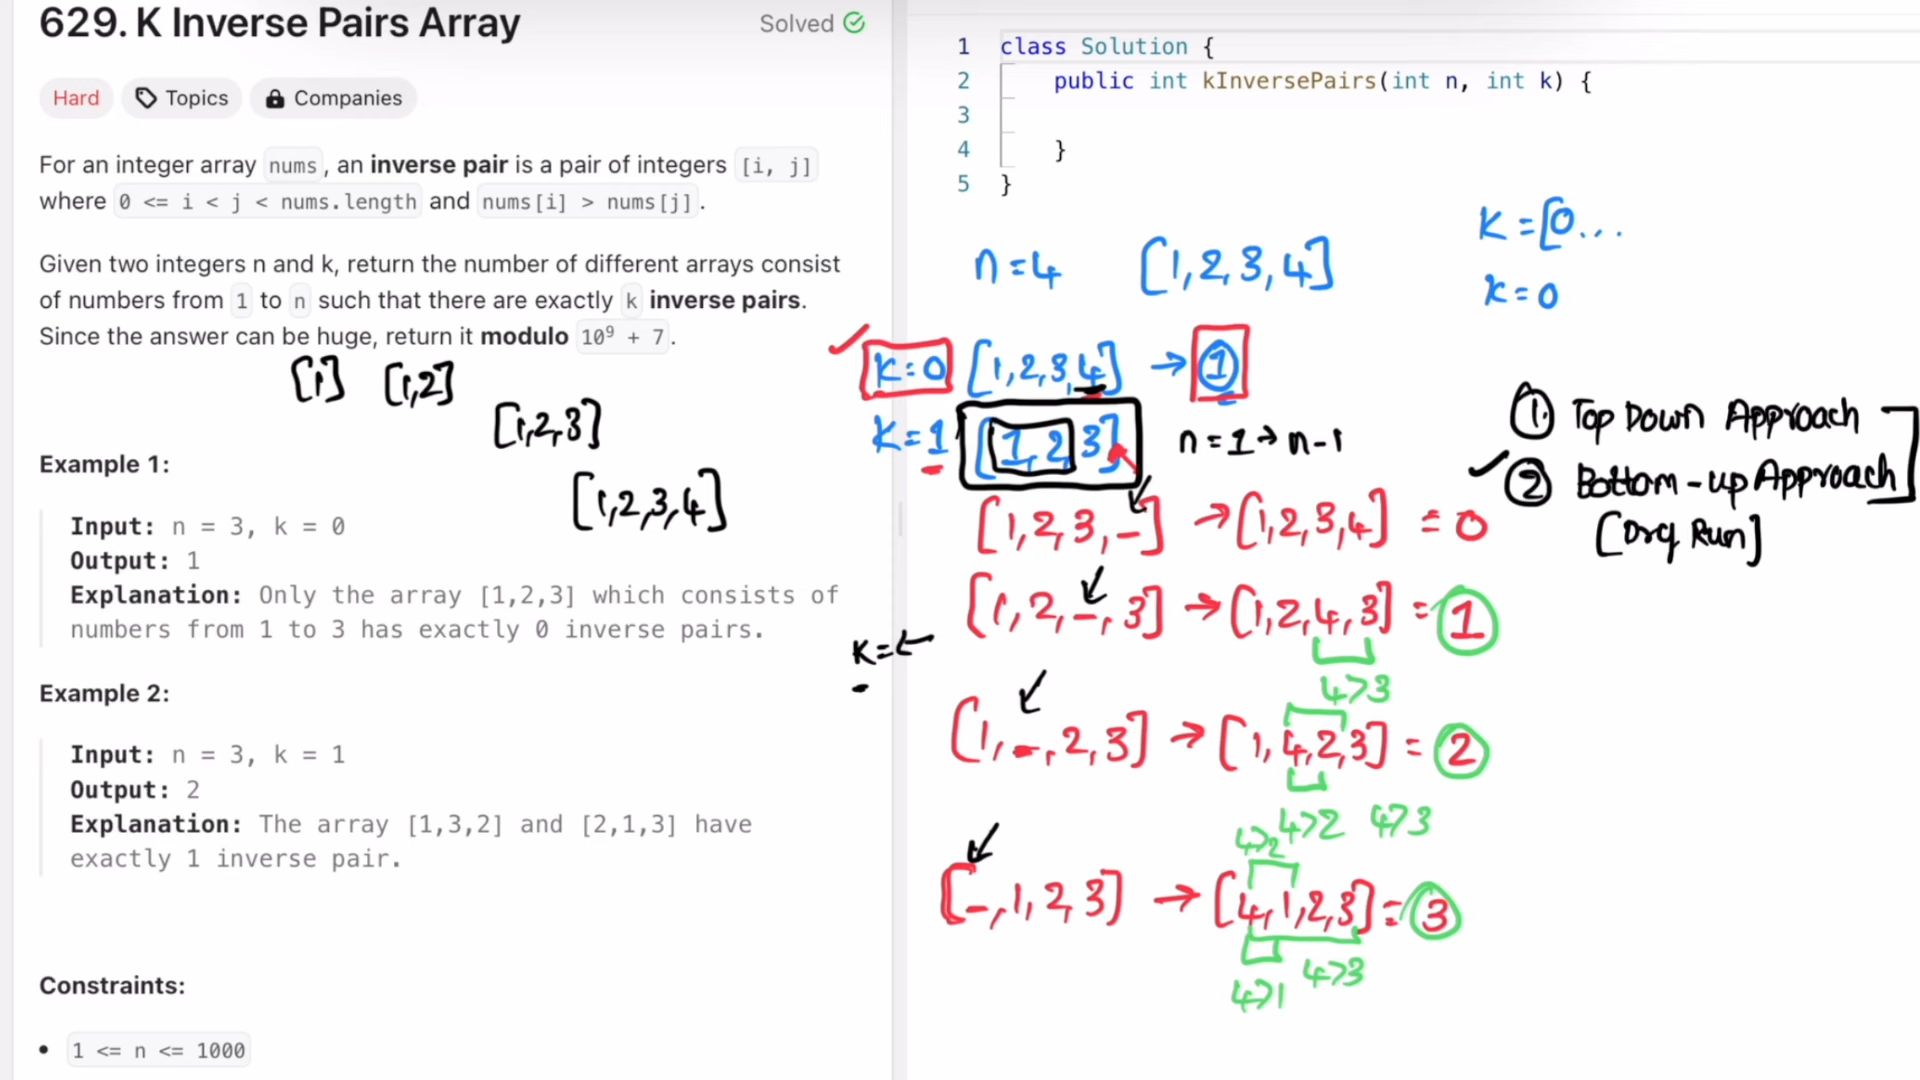 629. K Inverse Pairs Array
Solved
Hard Topics Companies
For an integer array nums, an inverse pair is a pair of integers [i, j]
where 0 <= i < j < nums.length and nums[i] > nums[j].
Given two integers n and k, return the number of different arrays consist
of numbers from 1 to n such that there are exactly k inverse pairs.
Since the answer can be huge, return it modulo 10⁹ + 7.
[1] [1,2]
[1,2,3]
[1,2,3,4]
Example 1:
Input: n = 3, k = 0
Output: 1
Explanation: Only the array [1,2,3] which consists of
numbers from 1 to 3 has exactly 0 inverse pairs.
Example 2:
Input: n = 3, k = 1
Output: 2
Explanation: The array [1,3,2] and [2,1,3] have
exactly 1 inverse pair.
Constraints:
• 1 <= n <= 1000
1 class Solution {
2 public int kInversePairs(int n, int k) {
3
4 }
5 }
n=4 [1,2,3,4]
K=[0...
K=0
K=0 [1,2,3,4] → 1
K=1 [1,2,3] n=1→n-1
[1,2,3,-] → [1,2,3,4] = 0
[1,2,-,3] → [1,2,4,3] = 1
K=
4>3
[1,-,2,3] → [1,4,2,3] = 2
4>2 4>3
4>2
[-,1,2,3] → [4,1,2,3] = 3
4>1 4>3
1. Top Down Approach
2 Bottom-up Approach
[Dry Run]